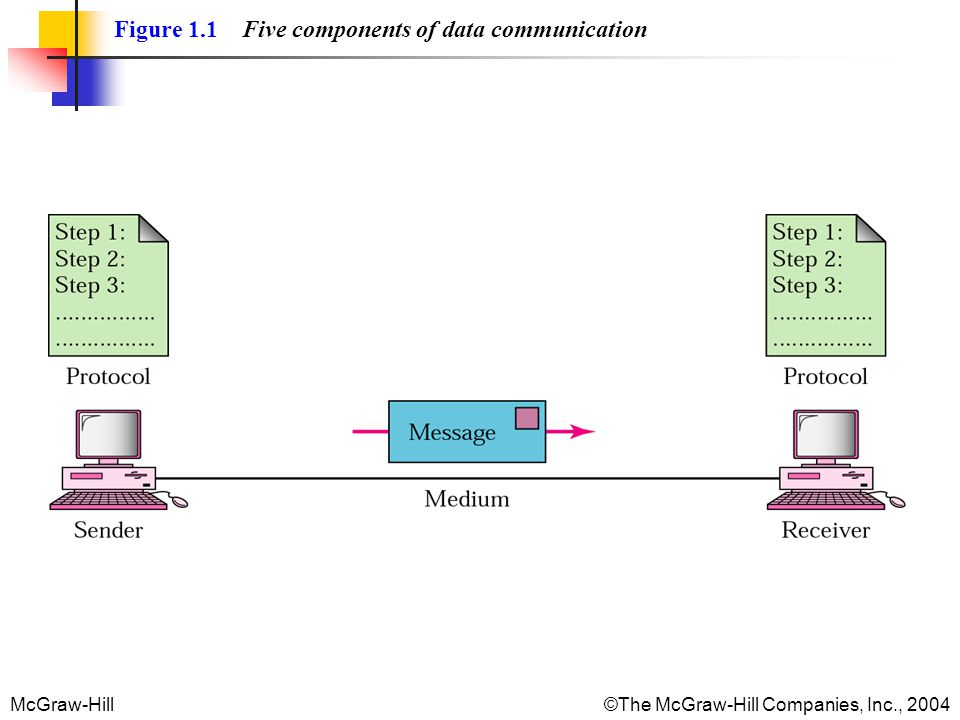 Figure 1.1 Five components of data communication
Step 1:
Step 2:
Step 3:
................
................
Protocol
Step 1:
Step 2:
Step 3:
................
................
Protocol
Message
Medium
Sender
Receiver
McGraw-Hill
©The McGraw-Hill Companies, Inc., 2004